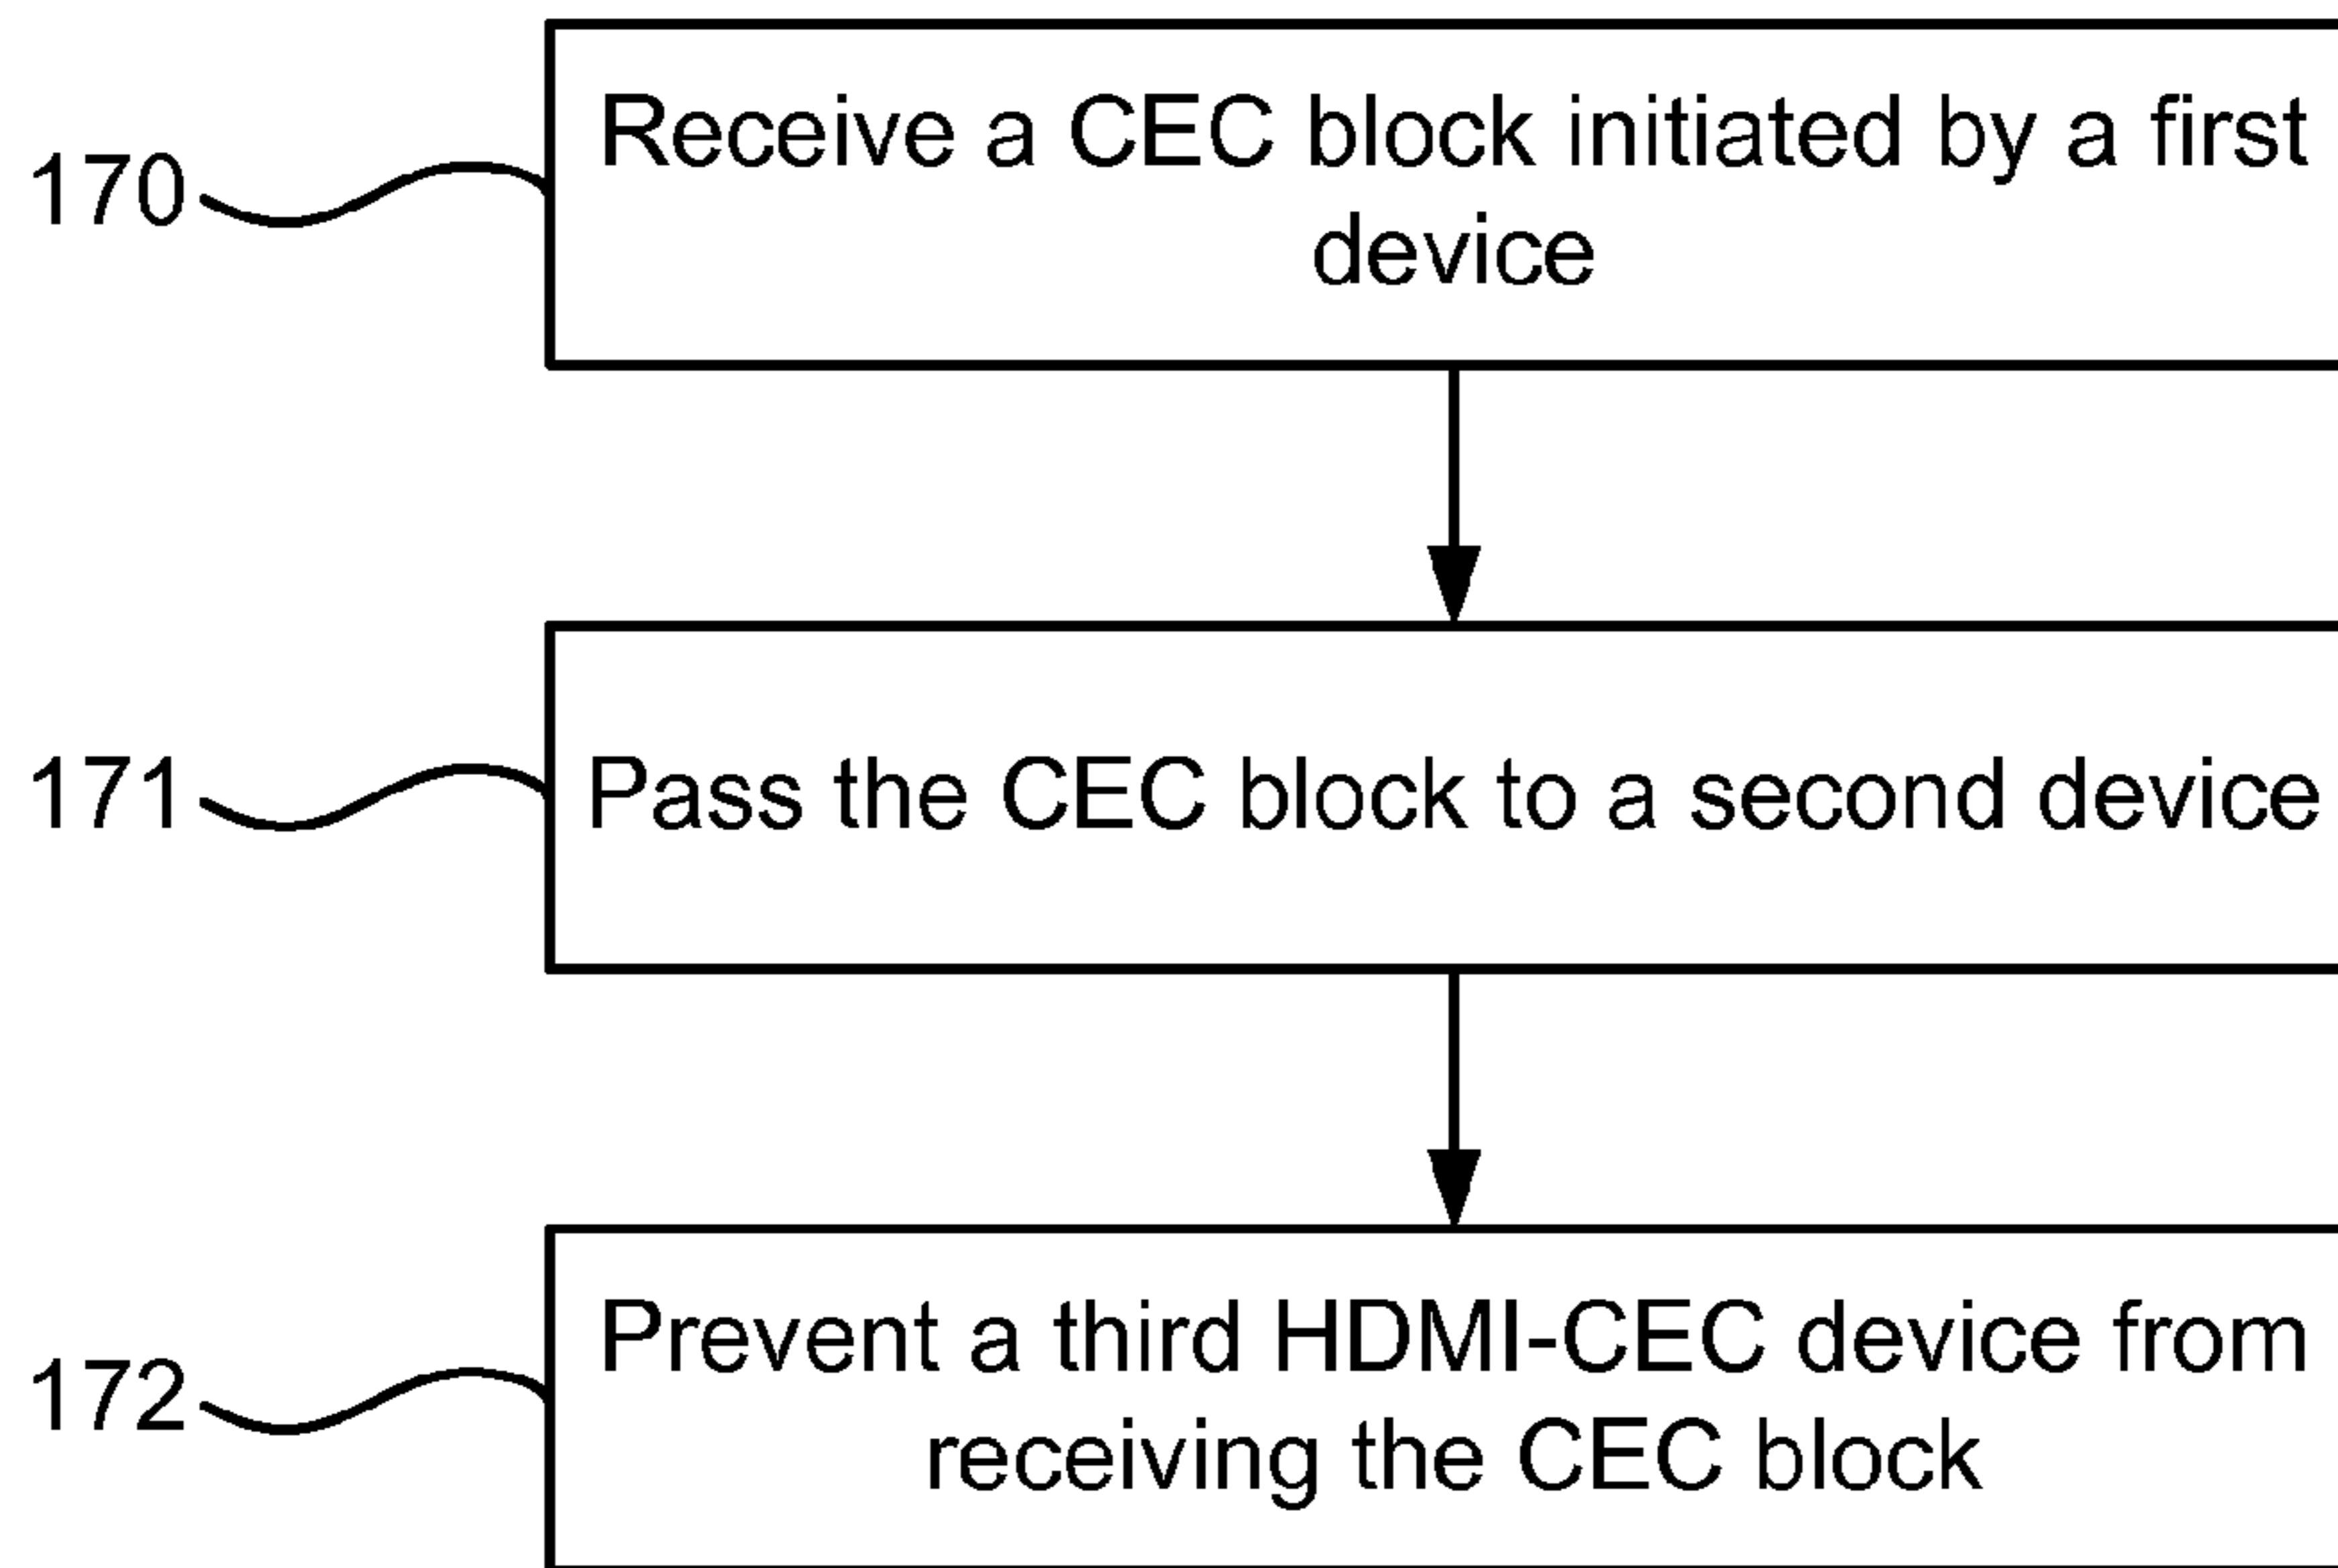 170
Receive a CEC block initiated by a first
device
171
Pass the CEC block to a second device
172
Prevent a third HDMI-CEC device from
receiving the CEC block